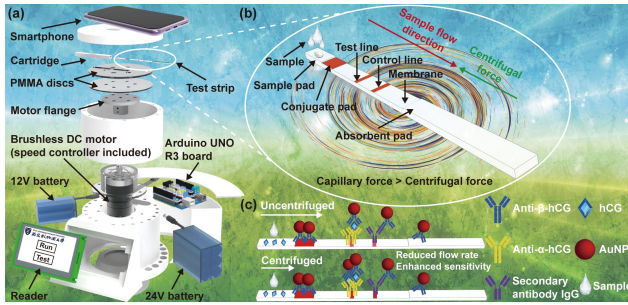 (a)
Smartphone
Cartridge
PMMA discs
Test strip
Motor flange
Brushless DC motor
(speed controller included)
Arduino UNO
R3 board
12V battery
Run
Test
Reader
24V battery
(b)
Sample
Sample pad
Conjugate pad
Test line
Control line
Membrane
Absorbent pad
Sample flow
direction
Centrifugal
force
Capillary force > Centrifugal force
(c)
Uncentrifuged
Reduced flow rate
Enhanced sensitivity
Centrifuged
Anti-β-hCG
hCG
Anti-α-hCG
AuNP
Secondary
antibody IgG
Sample